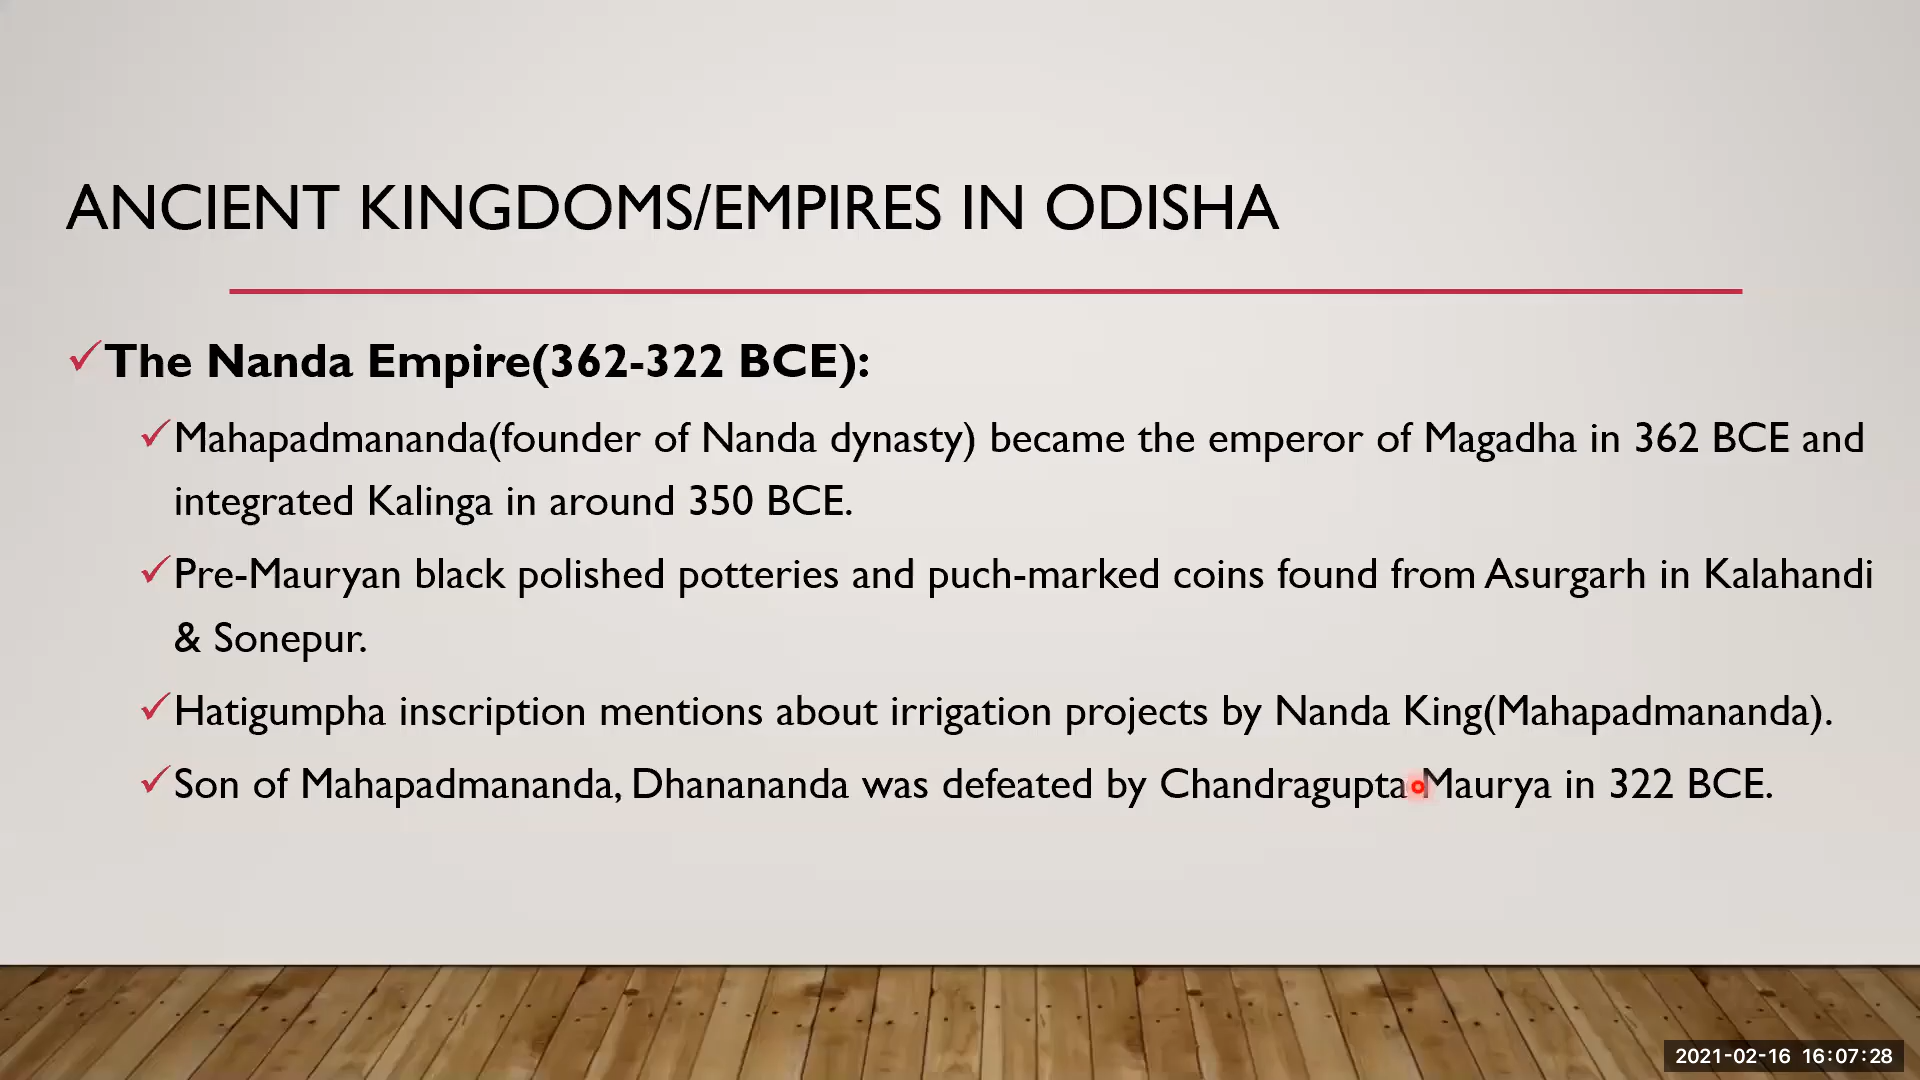 ANCIENT KINGDOMS/EMPIRES IN ODISHA
✓The Nanda Empire(362-322 BCE):
✓Mahapadmananda(founder of Nanda dynasty) became the emperor of Magadha in 362 BCE and
integrated Kalinga in around 350 BCE.
✓Pre-Mauryan black polished potteries and puch-marked coins found from Asurgarh in Kalahandi
& Sonepur.
✓Hatigumpha inscription mentions about irrigation projects by Nanda King(Mahapadmananda).
✓Son of Mahapadmananda, Dhanananda was defeated by Chandragupta Maurya in 322 BCE.
2021-02-16 16:07:28